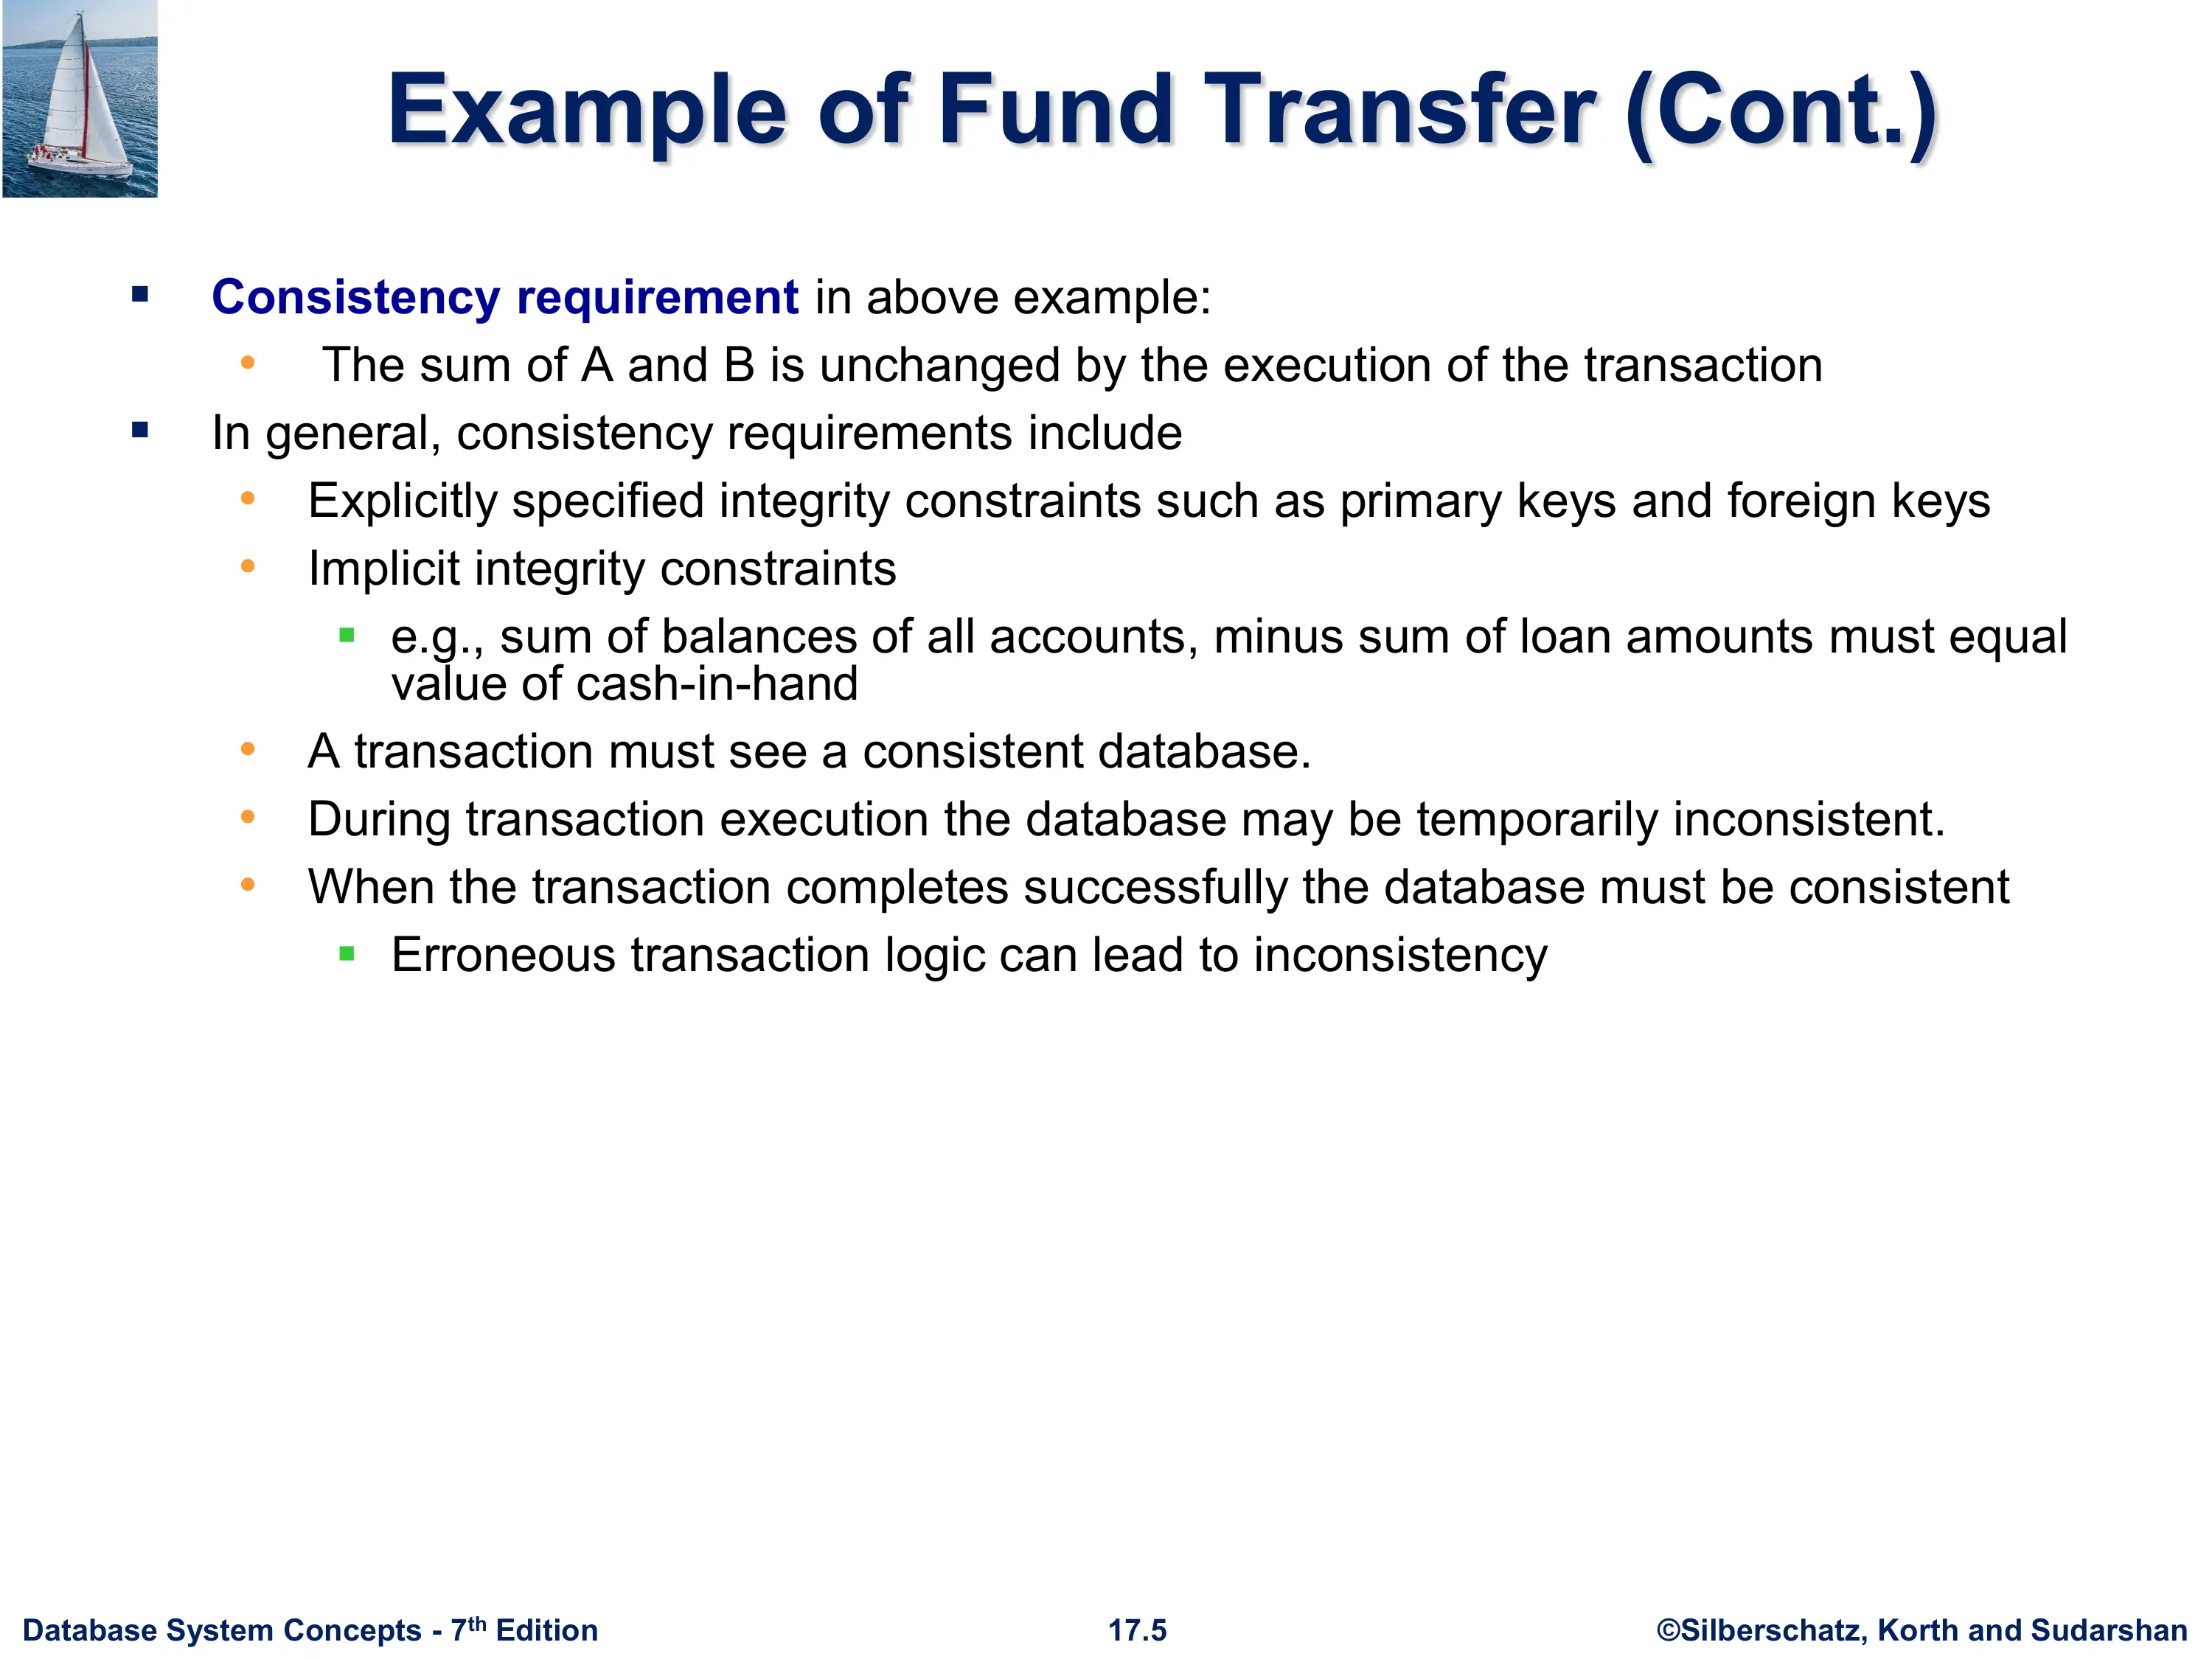 Example of Fund Transfer (Cont.)
▪ Consistency requirement in above example:
• The sum of A and B is unchanged by the execution of the transaction
▪ In general, consistency requirements include
• Explicitly specified integrity constraints such as primary keys and foreign keys
• Implicit integrity constraints
▪ e.g., sum of balances of all accounts, minus sum of loan amounts must equal
value of cash-in-hand
• A transaction must see a consistent database.
• During transaction execution the database may be temporarily inconsistent.
• When the transaction completes successfully the database must be consistent
▪ Erroneous transaction logic can lead to inconsistency
Database System Concepts - 7th Edition 17.5 ©Silberschatz, Korth and Sudarshan